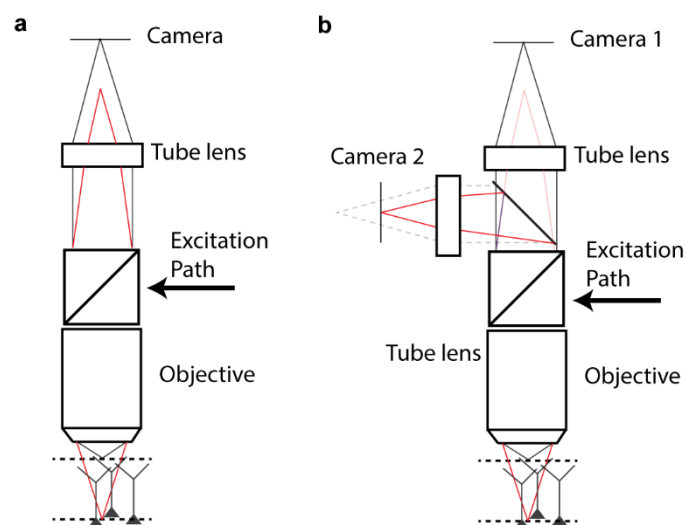 a
Camera
Tube lens
Excitation
Path
Objective
b
Camera 1
Camera 2
Tube lens
Excitation
Path
Tube lens
Objective